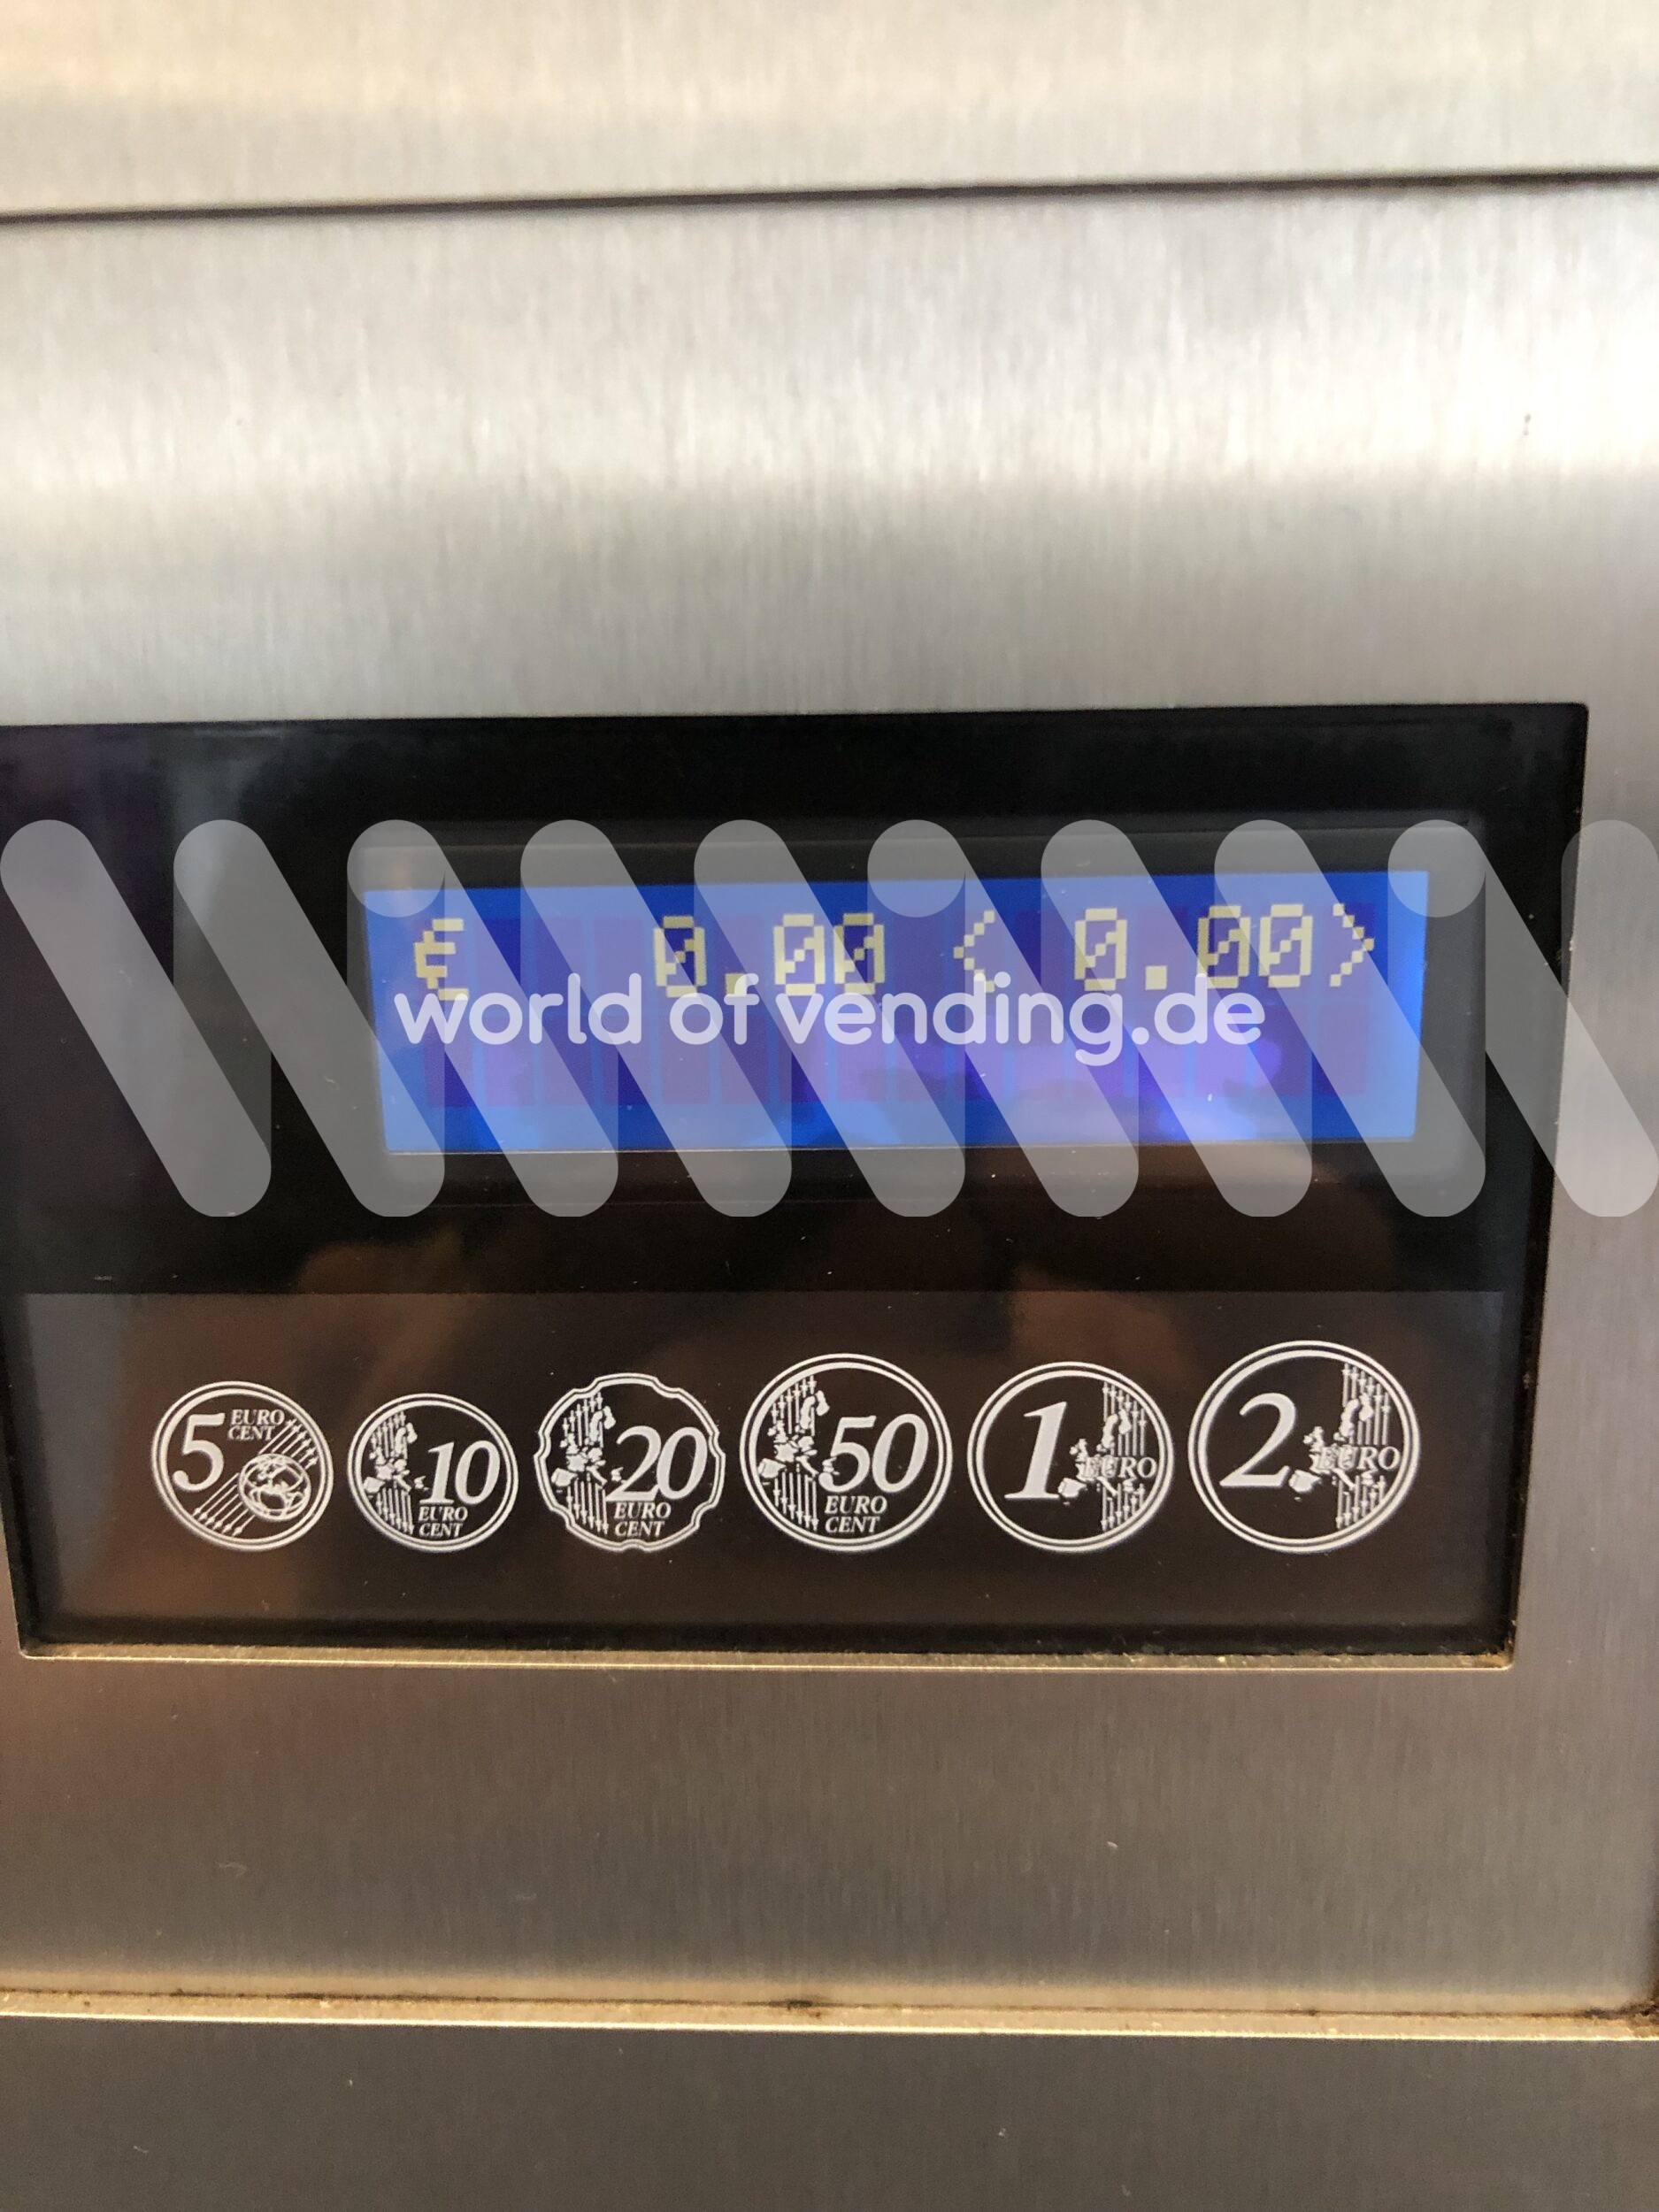 € 0.00 < 0.00>
world of vending.de
5 EURO CENT
10 EURO CENT
20 EURO CENT
50 EURO CENT
1 EURO
2 EURO